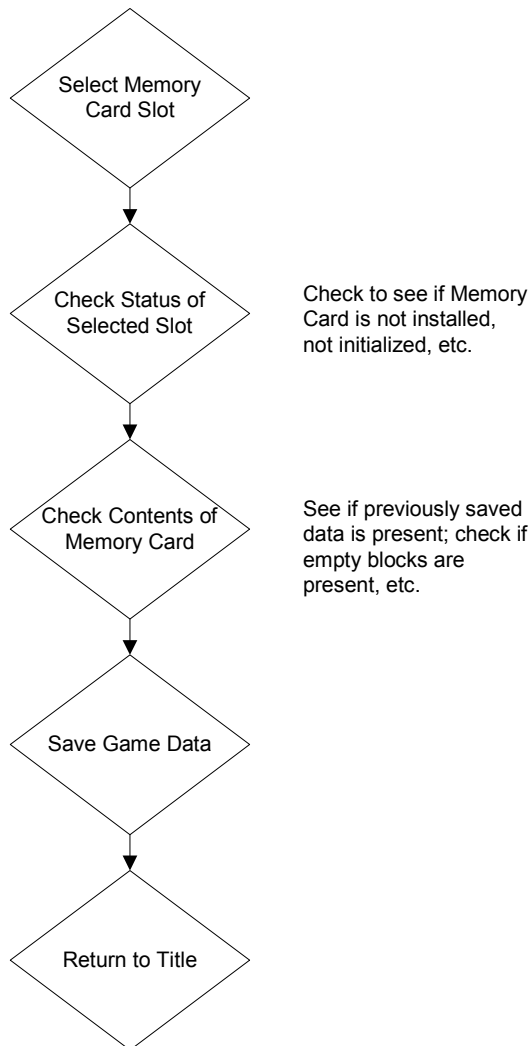 Select Memory
Card Slot
Check Status of
Selected Slot
Check to see if Memory
Card is not installed,
not initialized, etc.
Check Contents of
Memory Card
See if previously saved
data is present; check if
empty blocks are
present, etc.
Save Game Data
Return to Title